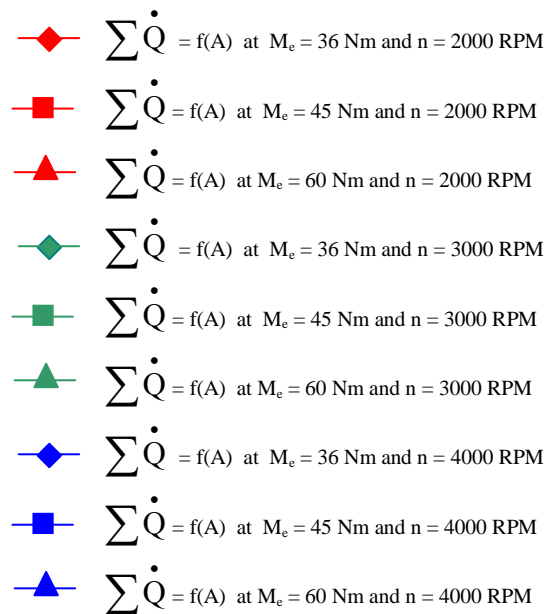 ∑Q̇ = f(A) at Mₑ = 36 Nm and n = 2000 RPM
∑Q̇ = f(A) at Mₑ = 45 Nm and n = 2000 RPM
∑Q̇ = f(A) at Mₑ = 60 Nm and n = 2000 RPM
∑Q̇ = f(A) at Mₑ = 36 Nm and n = 3000 RPM
∑Q̇ = f(A) at Mₑ = 45 Nm and n = 3000 RPM
∑Q̇ = f(A) at Mₑ = 60 Nm and n = 3000 RPM
∑Q̇ = f(A) at Mₑ = 36 Nm and n = 4000 RPM
∑Q̇ = f(A) at Mₑ = 45 Nm and n = 4000 RPM
∑Q̇ = f(A) at Mₑ = 60 Nm and n = 4000 RPM